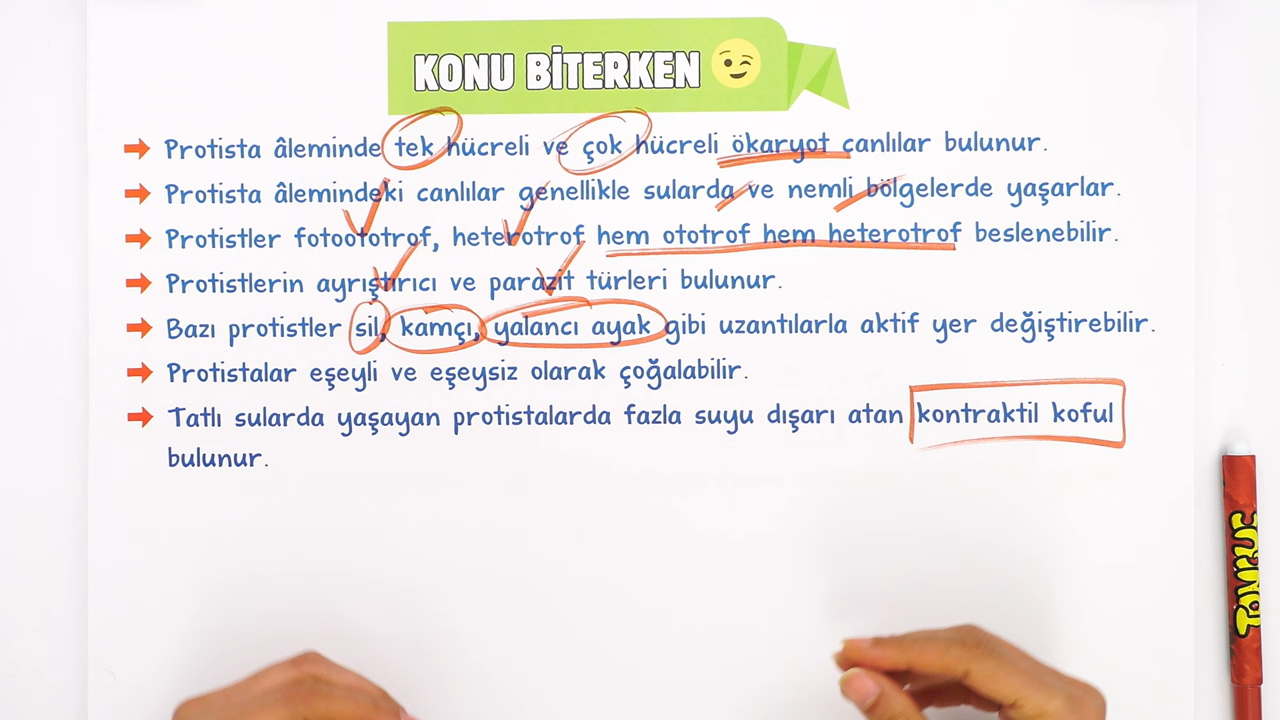 KONU BİTERKEN
Protista âleminde tek hücreli ve çok hücreli ökaryot canlılar bulunur.
Protista âlemindeki canlılar genellikle sularda ve nemli bölgelerde yaşarlar.
Protistler fotoototrof, heterotrof hem ototrof hem heterotrof beslenebilir.
Protistlerin ayrıştırıcı ve parazit türleri bulunur.
Bazı protistler sil, kamçı, yalancı ayak gibi uzantılarla aktif yer değiştirebilir.
Protistalar eşeyli ve eşeysiz olarak çoğalabilir.
Tatlı sularda yaşayan protistalarda fazla suyu dışarı atan kontraktil koful
bulunur.
TONGUÇ